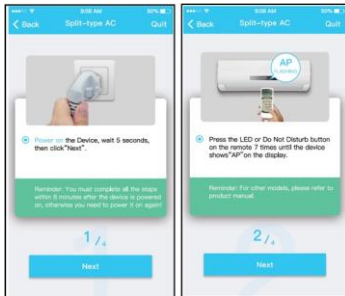 9:08 AM
50%
Back
Split-type AC
Quit
Power on the Device, wait 5 seconds,
then click"Next".
Reminder: You must complete all the steps
within 8 minutes after the device is powered
on, otherwise you need to power it on again!
1/4
Next
9:08 AM
50%
Back
Split-type AC
Quit
AP
FLASHING
Press the LED or Do Not Disturb button
on the remote 7 times until the device
shows"AP"on the display.
Reminder: For other models, please refer to
product manual.
2/4
Next